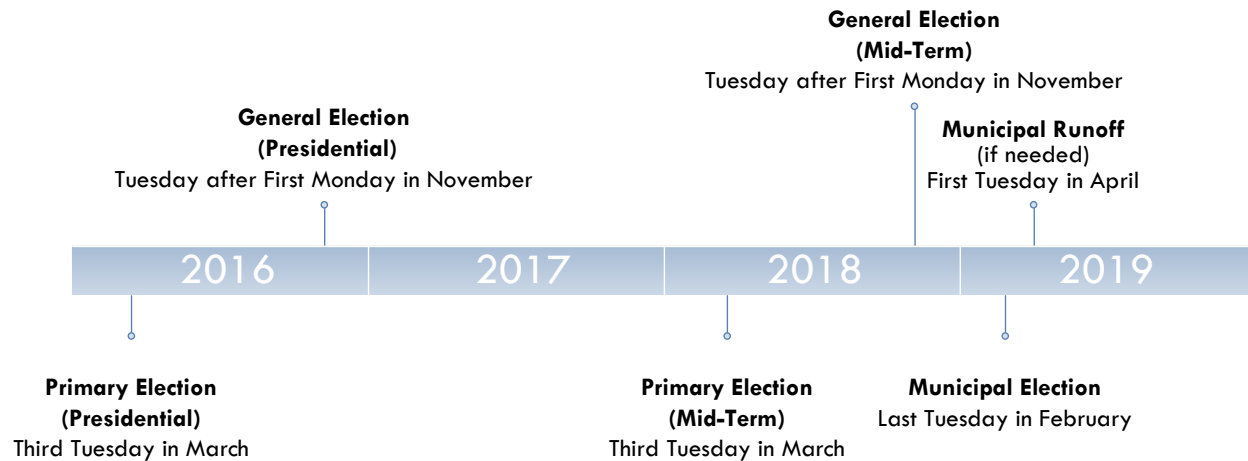 General Election
(Mid-Term)
Tuesday after First Monday in November
General Election
(Presidential)
Tuesday after First Monday in November
Municipal Runoff
(if needed)
First Tuesday in April
2016
2017
2018
2019
Primary Election
(Presidential)
Third Tuesday in March
Primary Election
(Mid-Term)
Third Tuesday in March
Municipal Election
Last Tuesday in February